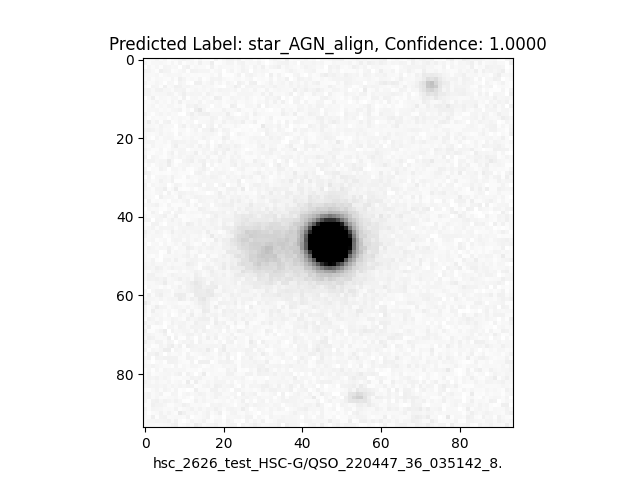 Predicted Label: star_AGN_align, Confidence: 1.0000
0
20
40
60
80
0 20 40 60 80
hsc_2626_test_HSC-G/QSO_220447_36_035142_8.